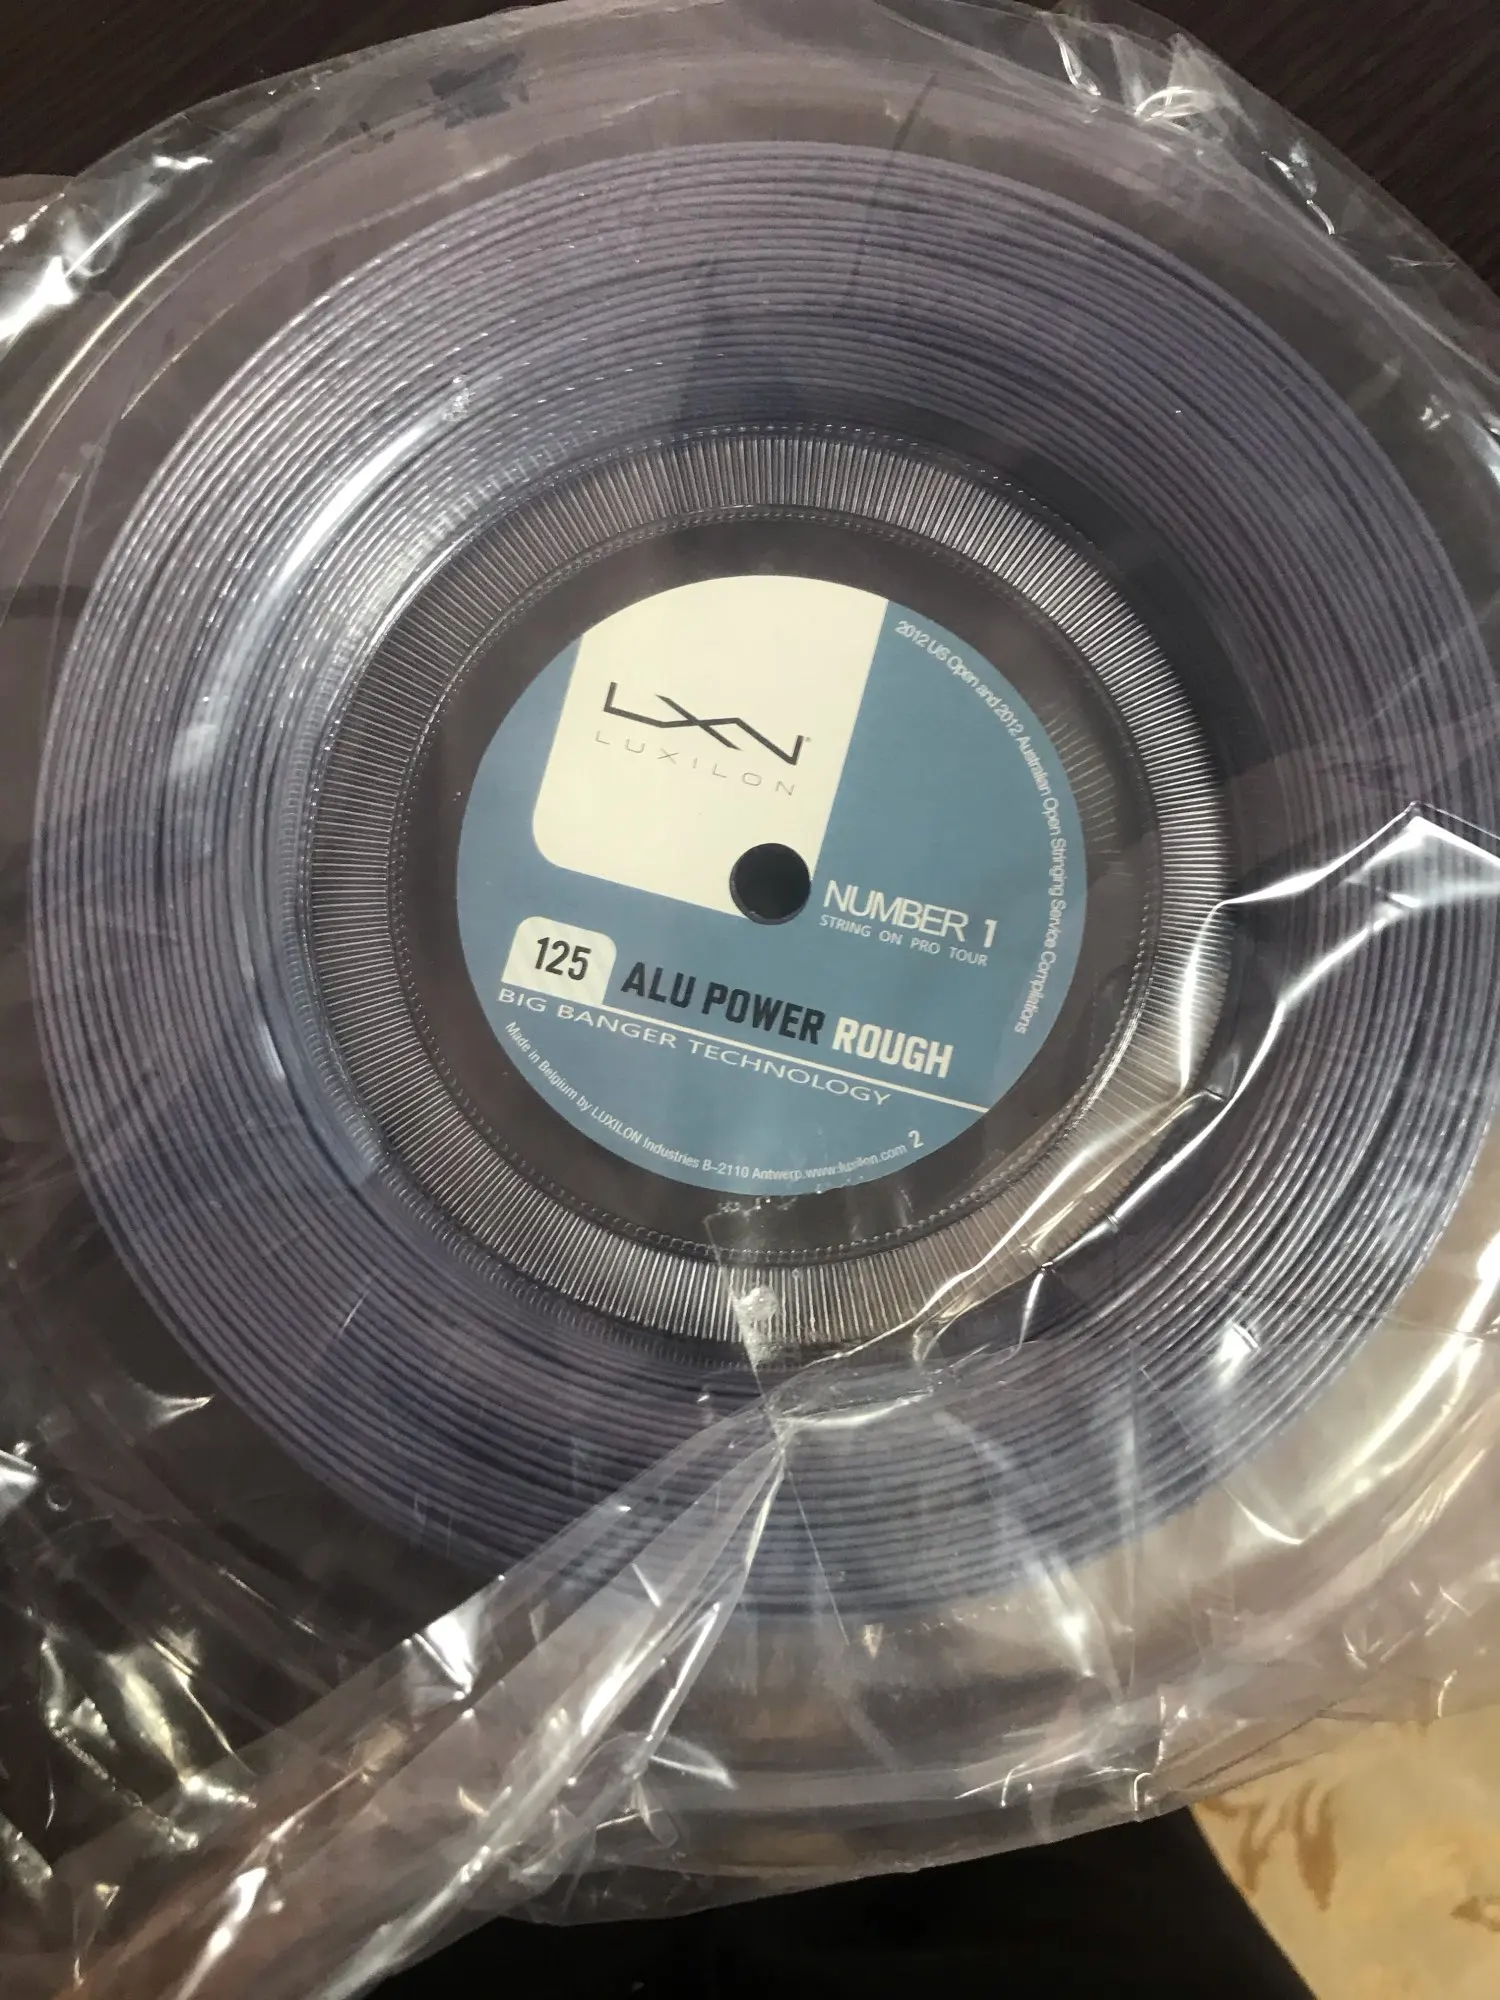 LXN
LUXILON
2012 US Open and 2012 Australian Open Stringing Service Compilations
NUMBER 1
STRING ON PRO TOUR
125 ALU POWER ROUGH
BIG BANGER TECHNOLOGY
Made in Belgium by LUXILON Industries B-2110 Antwerp.www.luxilon.com 2